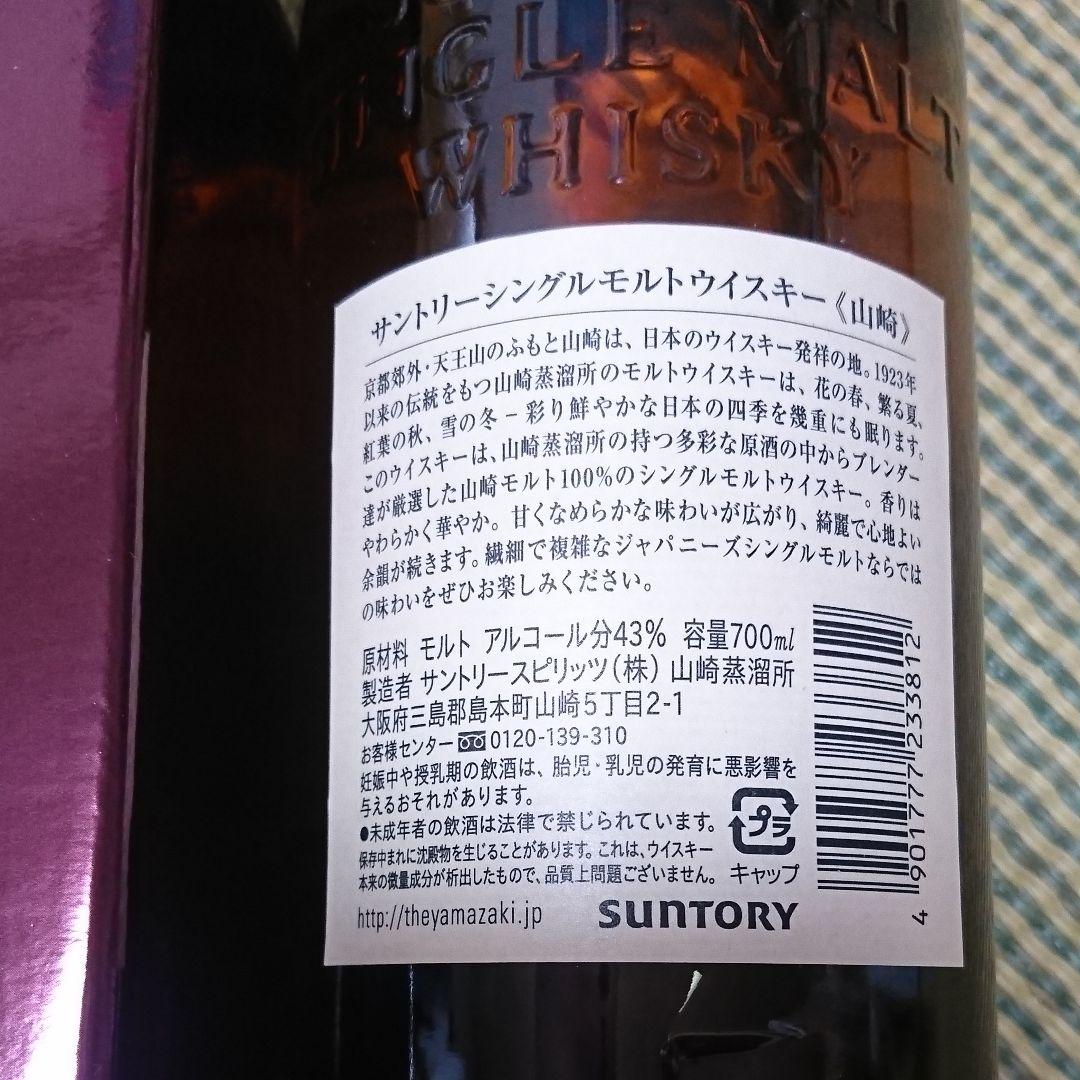 SINGLE MALT
WHISKY
サントリーシングルモルトウイスキー《山崎》
京都郊外・天王山のふもと山崎は、日本のウイスキー発祥の地。1923年
以来の伝統をもつ山崎蒸溜所のモルトウイスキーは、花の春、繁る夏、
紅葉の秋、雪の冬－彩り鮮やかな日本の四季を幾重にも眠ります。
このウイスキーは、山崎蒸溜所の持つ多彩な原酒の中からブレンダー
達が厳選した山崎モルト100%のシングルモルトウイスキー。香りは
やわらかく華やか。甘くなめらかな味わいが広がり、綺麗で心地よい
余韻が続きます。繊細で複雑なジャパニーズシングルモルトならでは
の味わいをぜひお楽しみください。
原材料 モルト アルコール分43% 容量700ml
製造者 サントリースピリッツ(株) 山崎蒸溜所
大阪府三島郡島本町山崎5丁目2-1
お客様センター 0120-139-310
妊娠中や授乳期の飲酒は、胎児・乳児の発育に悪影響を
与えるおそれがあります。
●未成年者の飲酒は法律で禁じられています。
保存中まれに沈殿物を生じることがあります。これは、ウイスキー
本来の微量成分が析出したもので、品質上問題ございません。
プラ
キャップ
http://theyamazaki.jp
SUNTORY
4 901777 233812